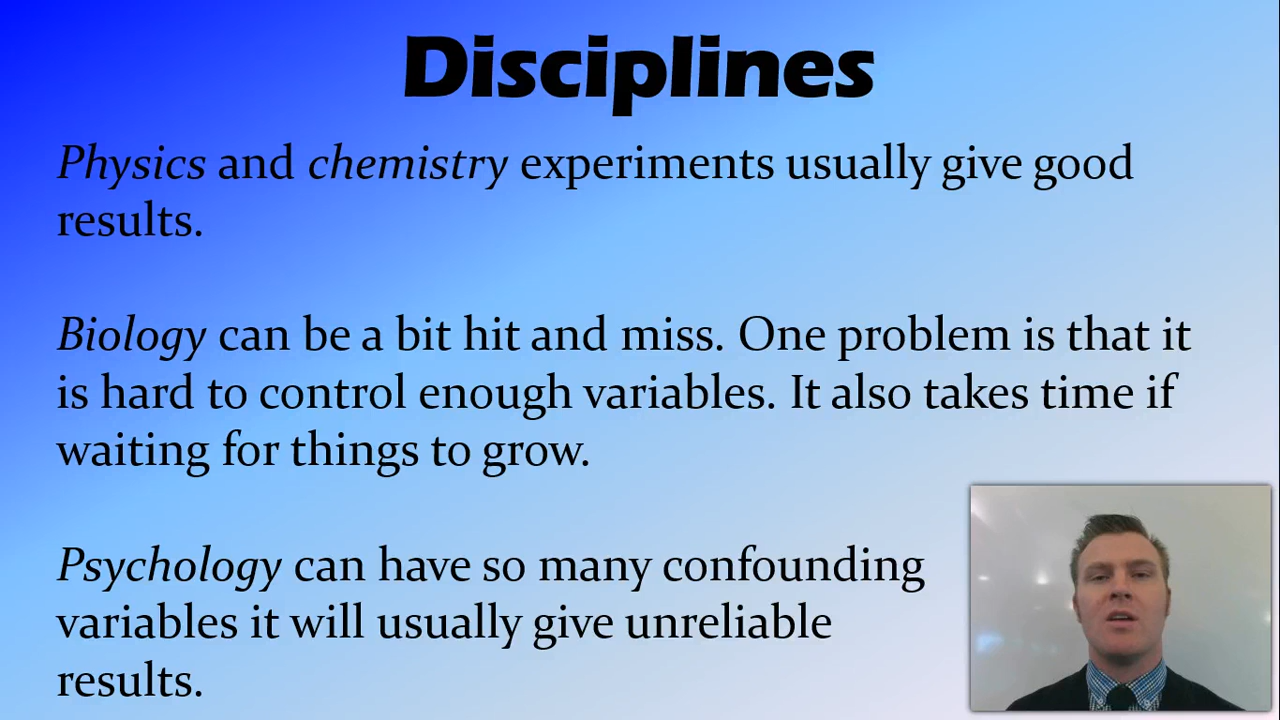 Disciplines
Physics and chemistry experiments usually give good
results.
Biology can be a bit hit and miss. One problem is that it
is hard to control enough variables. It also takes time if
waiting for things to grow.
Psychology can have so many confounding
variables it will usually give unreliable
results.